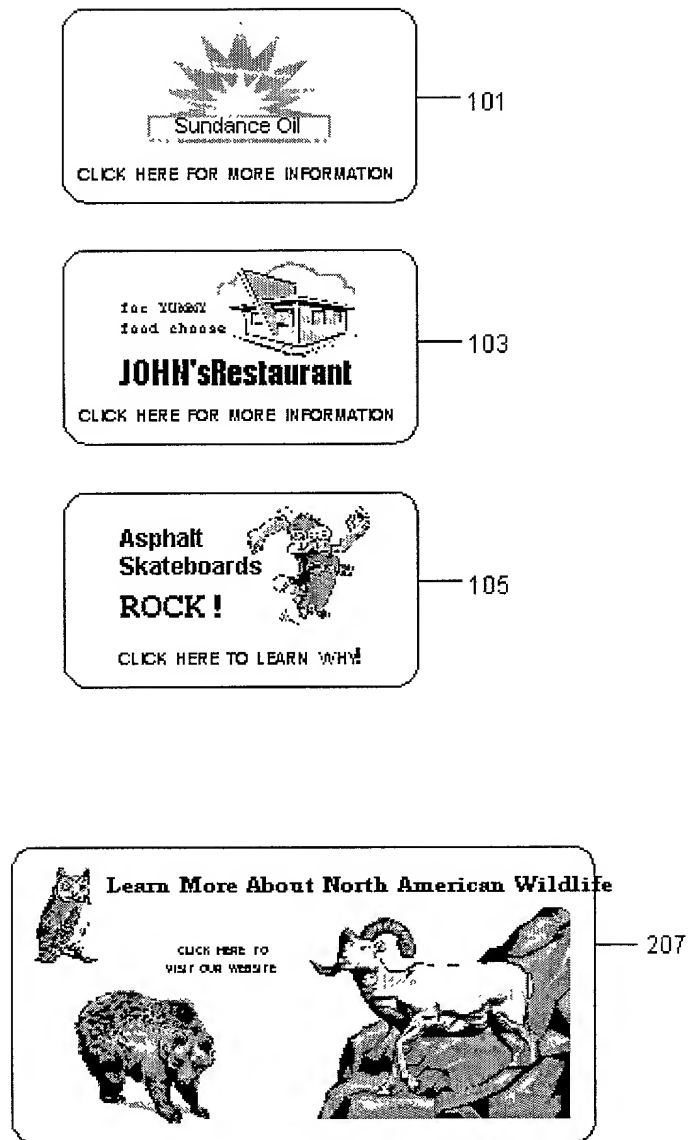 Sundance Oil
CLICK HERE FOR MORE INFORMATION
101
for YUMMY
food choose
JOHN'sRestaurant
CLICK HERE FOR MORE INFORMATION
103
Asphalt
Skateboards
ROCK!
CLICK HERE TO LEARN WHY!
105
Learn More About North American Wildlife
CLICK HERE TO
VISIT OUR WEBSITE
207